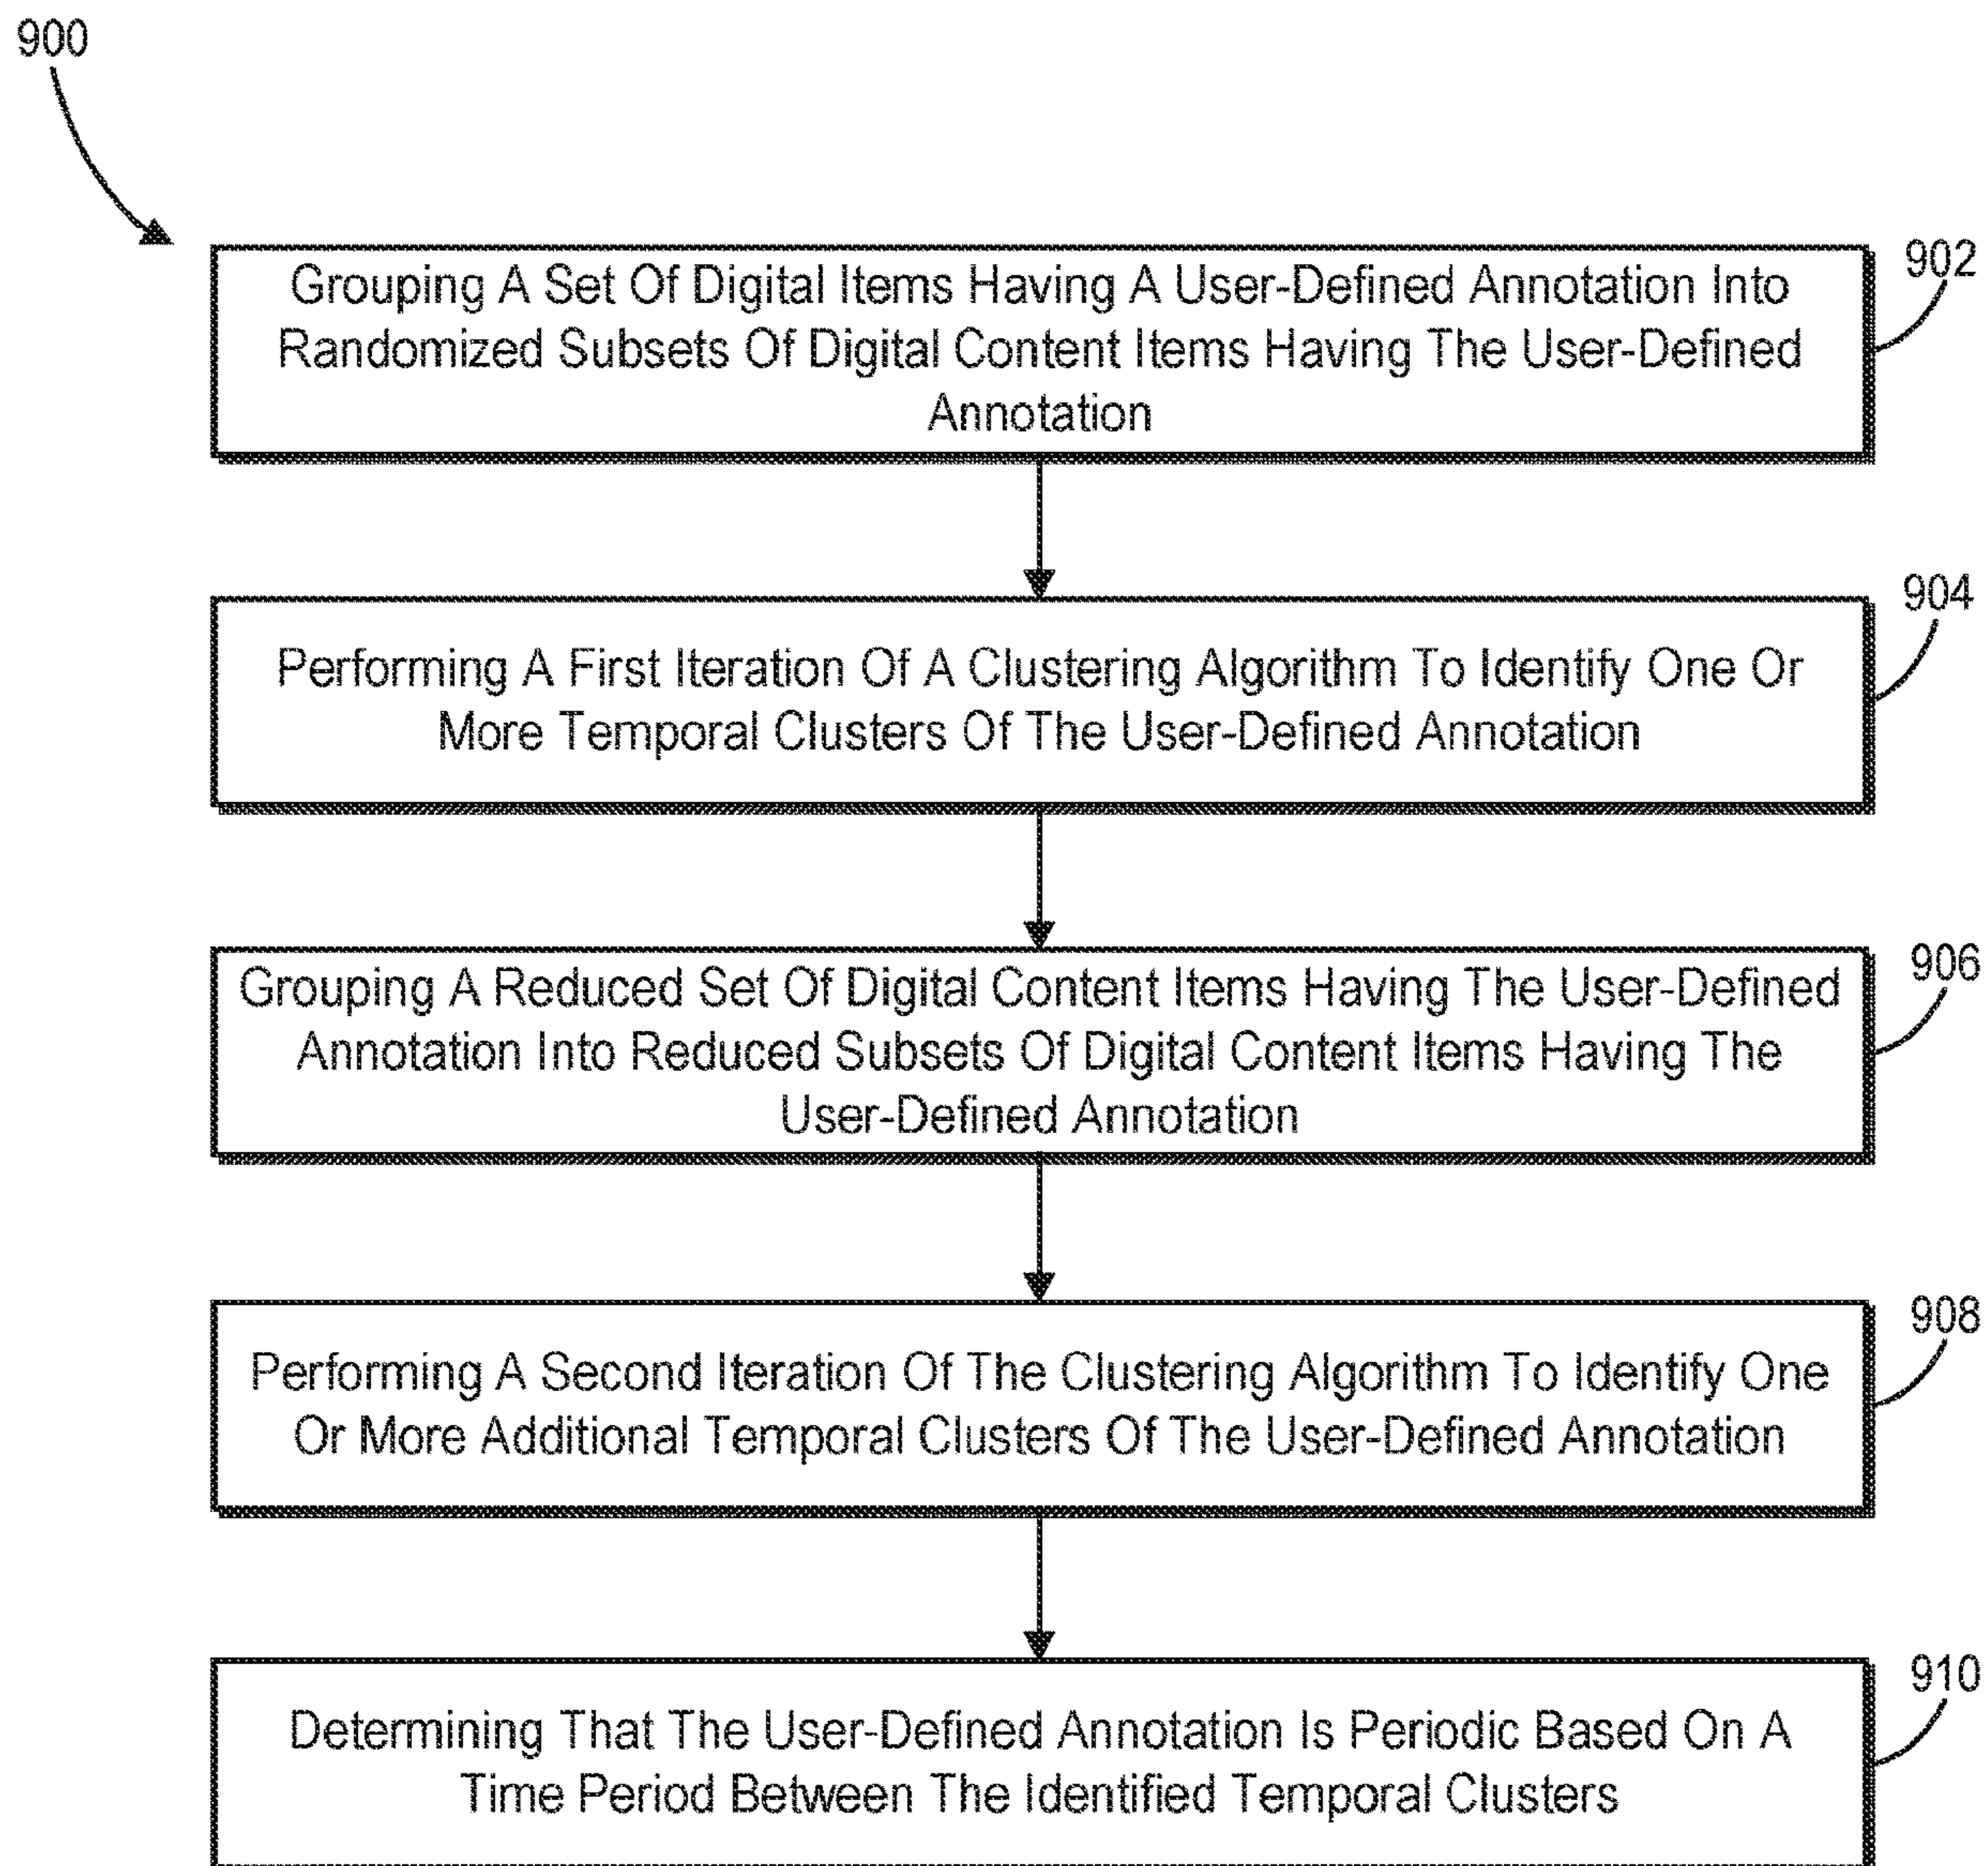 900
Grouping A Set Of Digital Items Having A User-Defined Annotation Into
Randomized Subsets Of Digital Content Items Having The User-Defined
Annotation
902
Performing A First Iteration Of A Clustering Algorithm To Identify One Or
More Temporal Clusters Of The User-Defined Annotation
904
Grouping A Reduced Set Of Digital Content Items Having The User-Defined
Annotation Into Reduced Subsets Of Digital Content Items Having The
User-Defined Annotation
906
Performing A Second Iteration Of The Clustering Algorithm To Identify One
Or More Additional Temporal Clusters Of The User-Defined Annotation
908
Determining That The User-Defined Annotation Is Periodic Based On A
Time Period Between The Identified Temporal Clusters
910